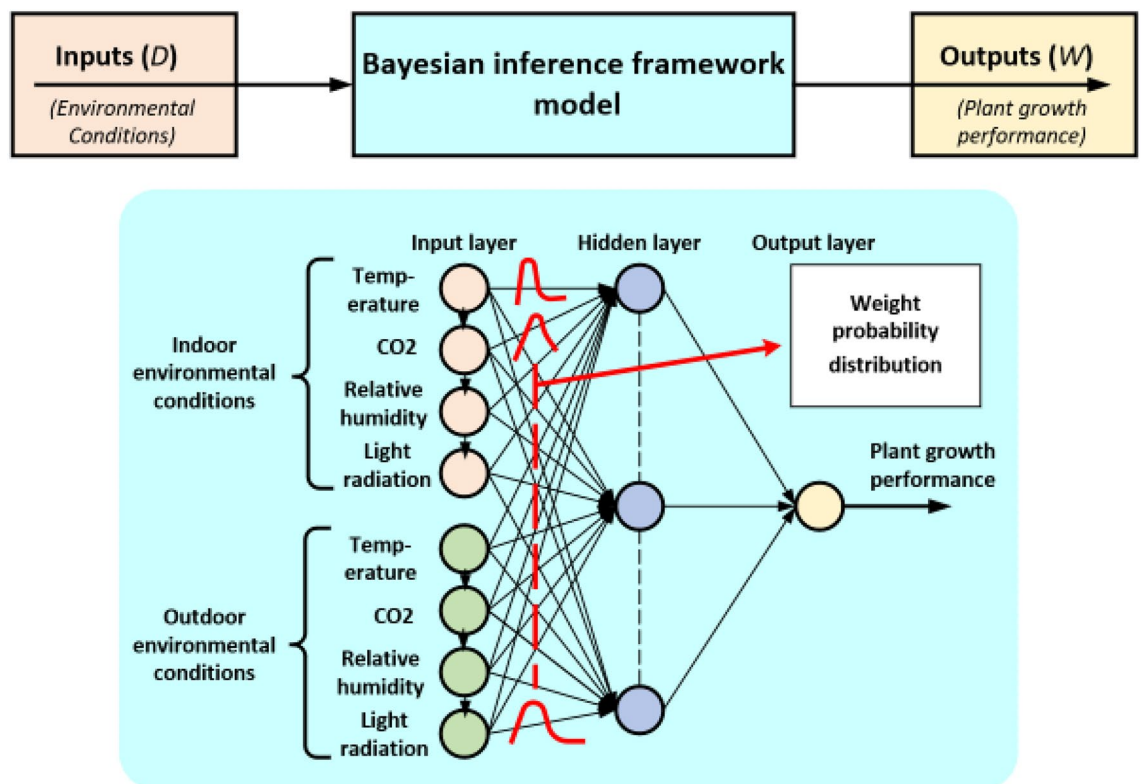 Inputs (D)
(Environmental
Conditions)
Bayesian inference framework
model
Outputs (W)
(Plant growth
performance)
Input layer
Hidden layer
Output layer
Indoor
environmental
conditions
Temp-
erature
CO2
Relative
humidity
Light
radiation
Weight
probability
distribution
Plant growth
performance
Outdoor
environmental
conditions
Temp-
erature
CO2
Relative
humidity
Light
radiation